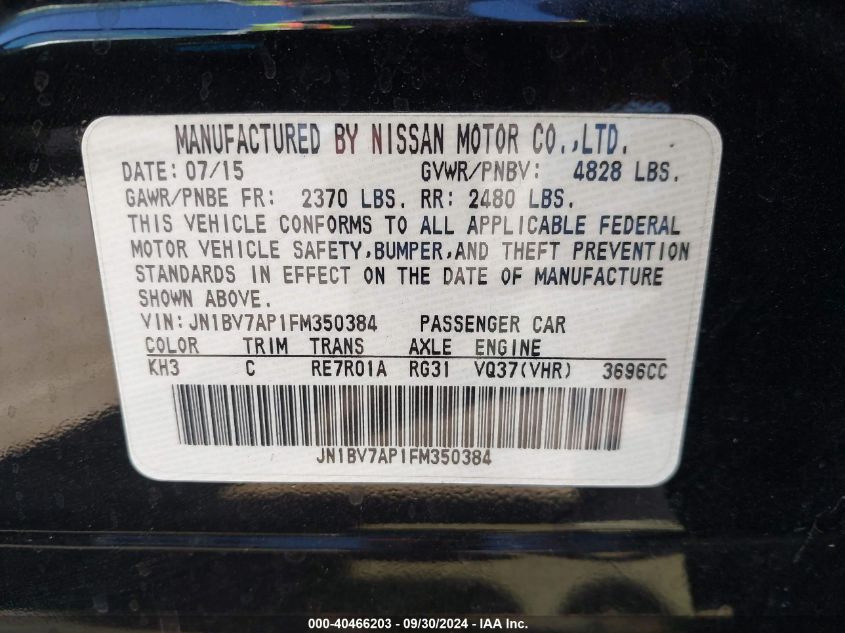 MANUFACTURED BY NISSAN MOTOR CO.,LTD.
DATE: 07/15 GVWR/PNBV: 4828 LBS.
GAWR/PNBE FR: 2370 LBS. RR: 2480 LBS.
THIS VEHICLE CONFORMS TO ALL APPLICABLE FEDERAL
MOTOR VEHICLE SAFETY,BUMPER,AND THEFT PREVENTION
STANDARDS IN EFFECT ON THE DATE OF MANUFACTURE
SHOWN ABOVE.
VIN:JN1BV7AP1FM350384 PASSENGER CAR
COLOR TRIM TRANS AXLE ENGINE
KH3 C RE7R01A RG31 VQ37(VHR) 3696CC
JN1BV7AP1FM350384
000-40466203 - 09/30/2024 - IAA Inc.